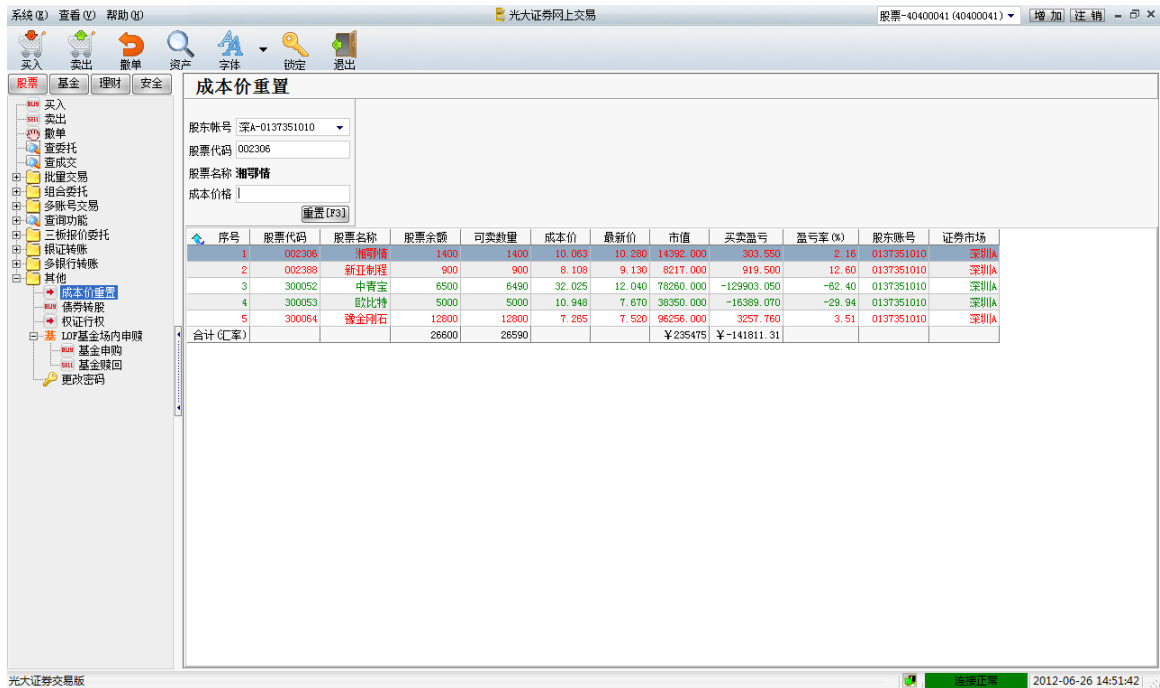 系统(X) 查看(V) 帮助(H) 光大证券网上交易 股票-40400041(40400041) 增加 注销
买入 卖出 撤单 资产 字体 锁定 退出
股票 基金 理财 安全
成本价重置
BUY 买入
SELL 卖出
撤单
查委托
查成交
批量交易
组合委托
多账号交易
查询功能
三板报价委托
银证转账
多银行转账
其他
成本价重置
BUY 债券转股
权证行权
基 LOF基金场内申赎
BUY 基金申购
SELL 基金赎回
更改密码
股东帐号 深A-0137351010
股票代码 002306
股票名称 湘鄂情
成本价格
重置[F3]
序号 股票代码 股票名称 股票余额 可卖数量 成本价 最新价 市值 买卖盈亏 盈亏率(%) 股东账号 证券市场
1 002306 湘鄂情 1400 1400 10.063 10.280 14392.000 303.550 2.16 0137351010 深圳A
2 002388 新亚制程 900 900 8.108 9.130 8217.000 919.500 12.60 0137351010 深圳A
3 300052 中青宝 6500 6490 32.025 12.040 78260.000 -129903.050 -62.40 0137351010 深圳A
4 300053 欧比特 5000 5000 10.948 7.670 38350.000 -16389.070 -29.94 0137351010 深圳A
5 300064 豫金刚石 12800 12800 7.265 7.520 96256.000 3257.760 3.51 0137351010 深圳A
合计(汇率) 26600 26590 ￥235475 ￥-141811.31
光大证券交易版 连接正常 2012-06-26 14:51:42